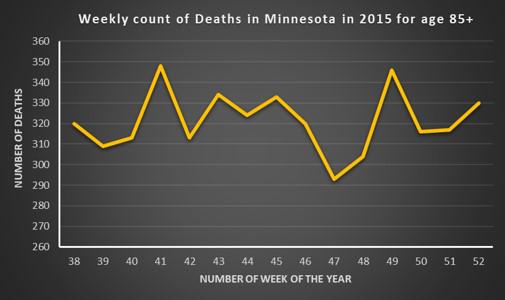 Weekly count of Deaths in Minnesota in 2015 for age 85+
360
350
340
330
320
310
300
290
280
270
260
NUMBER OF DEATHS
38 39 40 41 42 43 44 45 46 47 48 49 50 51 52
NUMBER OF WEEK OF THE YEAR